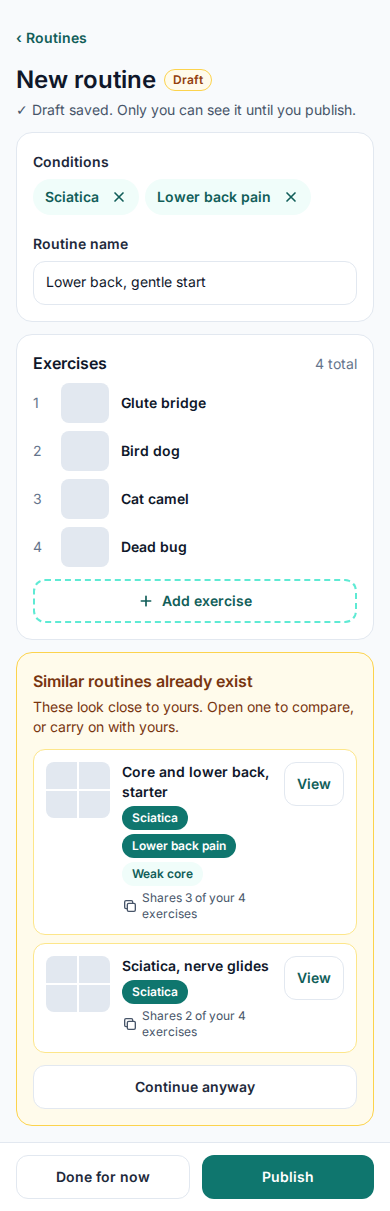 ‹ Routines
New routine Draft
✓ Draft saved. Only you can see it until you publish.
Conditions
Sciatica ✕ Lower back pain ✕
Routine name
Lower back, gentle start
Exercises 4 total
1 Glute bridge
2 Bird dog
3 Cat camel
4 Dead bug
+ Add exercise
Similar routines already exist
These look close to yours. Open one to compare,
or carry on with yours.
Core and lower back,
starter
View
Sciatica
Lower back pain
Weak core
Shares 3 of your 4
exercises
Sciatica, nerve glides
View
Sciatica
Shares 2 of your 4
exercises
Continue anyway
Done for now Publish